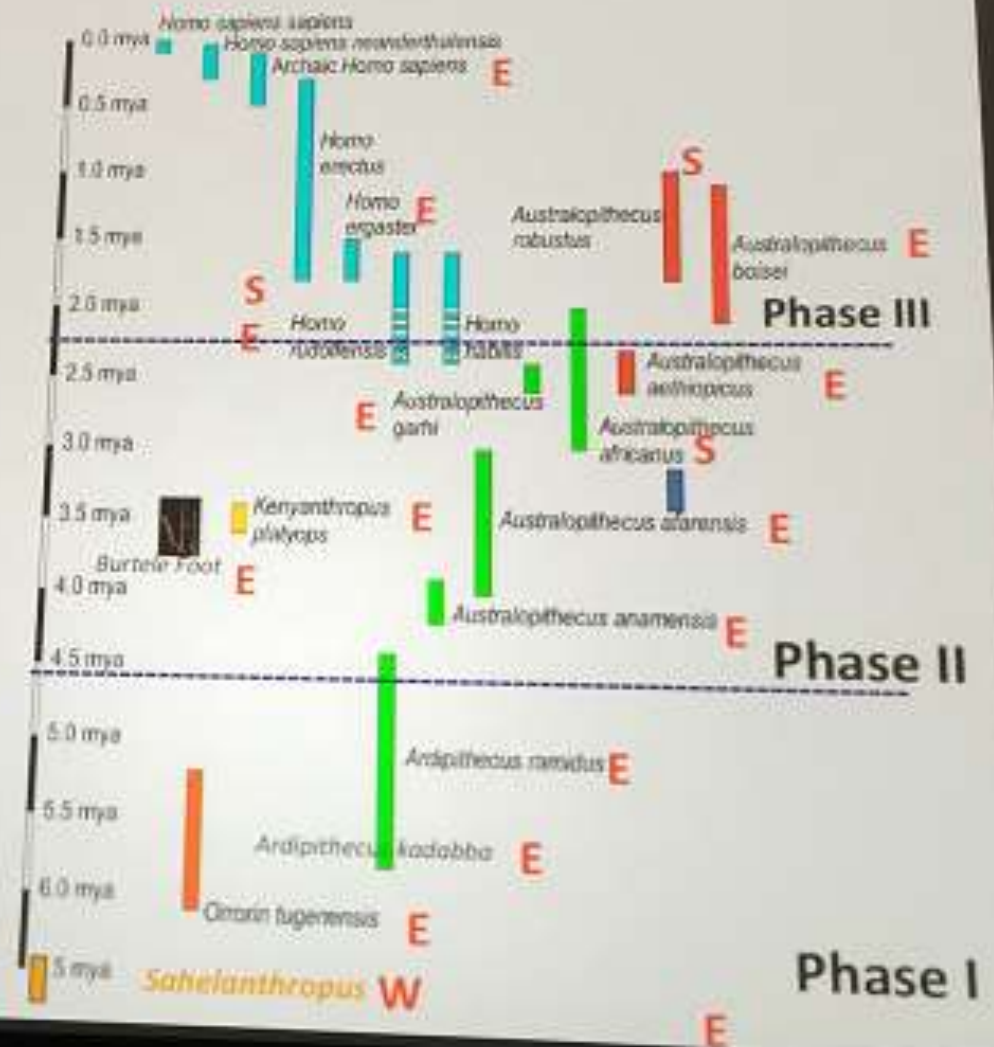 Homo sapiens sapiens
0.0 mya
Homo sapiens neanderthalensis
Archaic Homo sapiens E
0.5 mya
Homo
erectus
1.0 mya
S
Homo
ergaster E
Australopithecus
robustus
1.5 mya
Australopithecus
boisei
E
S
2.0 mya
Phase III
E
Homo
rudolfensis
Homo
habilis
2.5 mya
Australopithecus
aethiopicus
E
E
Australopithecus
garhi
Australopithecus
africanus S
3.0 mya
3.5 mya
Kenyanthropus
platyops
E
Australopithecus afarensis E
Burtele Foot
E
4.0 mya
Australopithecus anamensis E
4.5 mya
Phase II
5.0 mya
Ardipithecus ramidus E
5.5 mya
Ardipithecus kadabba E
6.0 mya
Orrorin tugenensis E
5 mya
Sahelanthropus W
Phase I
E